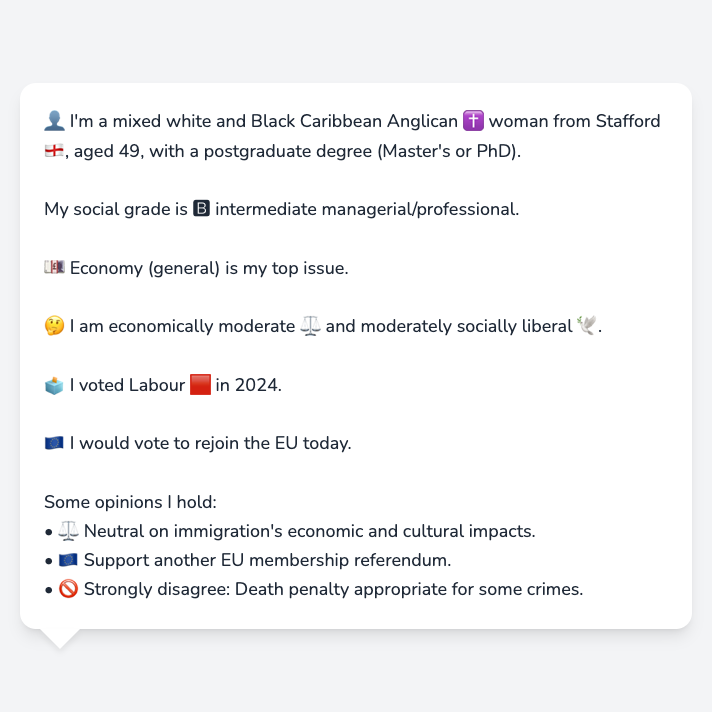 👤 I'm a mixed white and Black Caribbean Anglican ✝️ woman from Stafford
🏴󠁧󠁢󠁥󠁮󠁧󠁿, aged 49, with a postgraduate degree (Master's or PhD).
My social grade is 🅱 intermediate managerial/professional.
💷 Economy (general) is my top issue.
🤔 I am economically moderate ⚖️ and moderately socially liberal 🕊️.
🗳️ I voted Labour 🟥 in 2024.
🇪🇺 I would vote to rejoin the EU today.
Some opinions I hold:
• ⚖️ Neutral on immigration's economic and cultural impacts.
• 🇪🇺 Support another EU membership referendum.
• 🚫 Strongly disagree: Death penalty appropriate for some crimes.